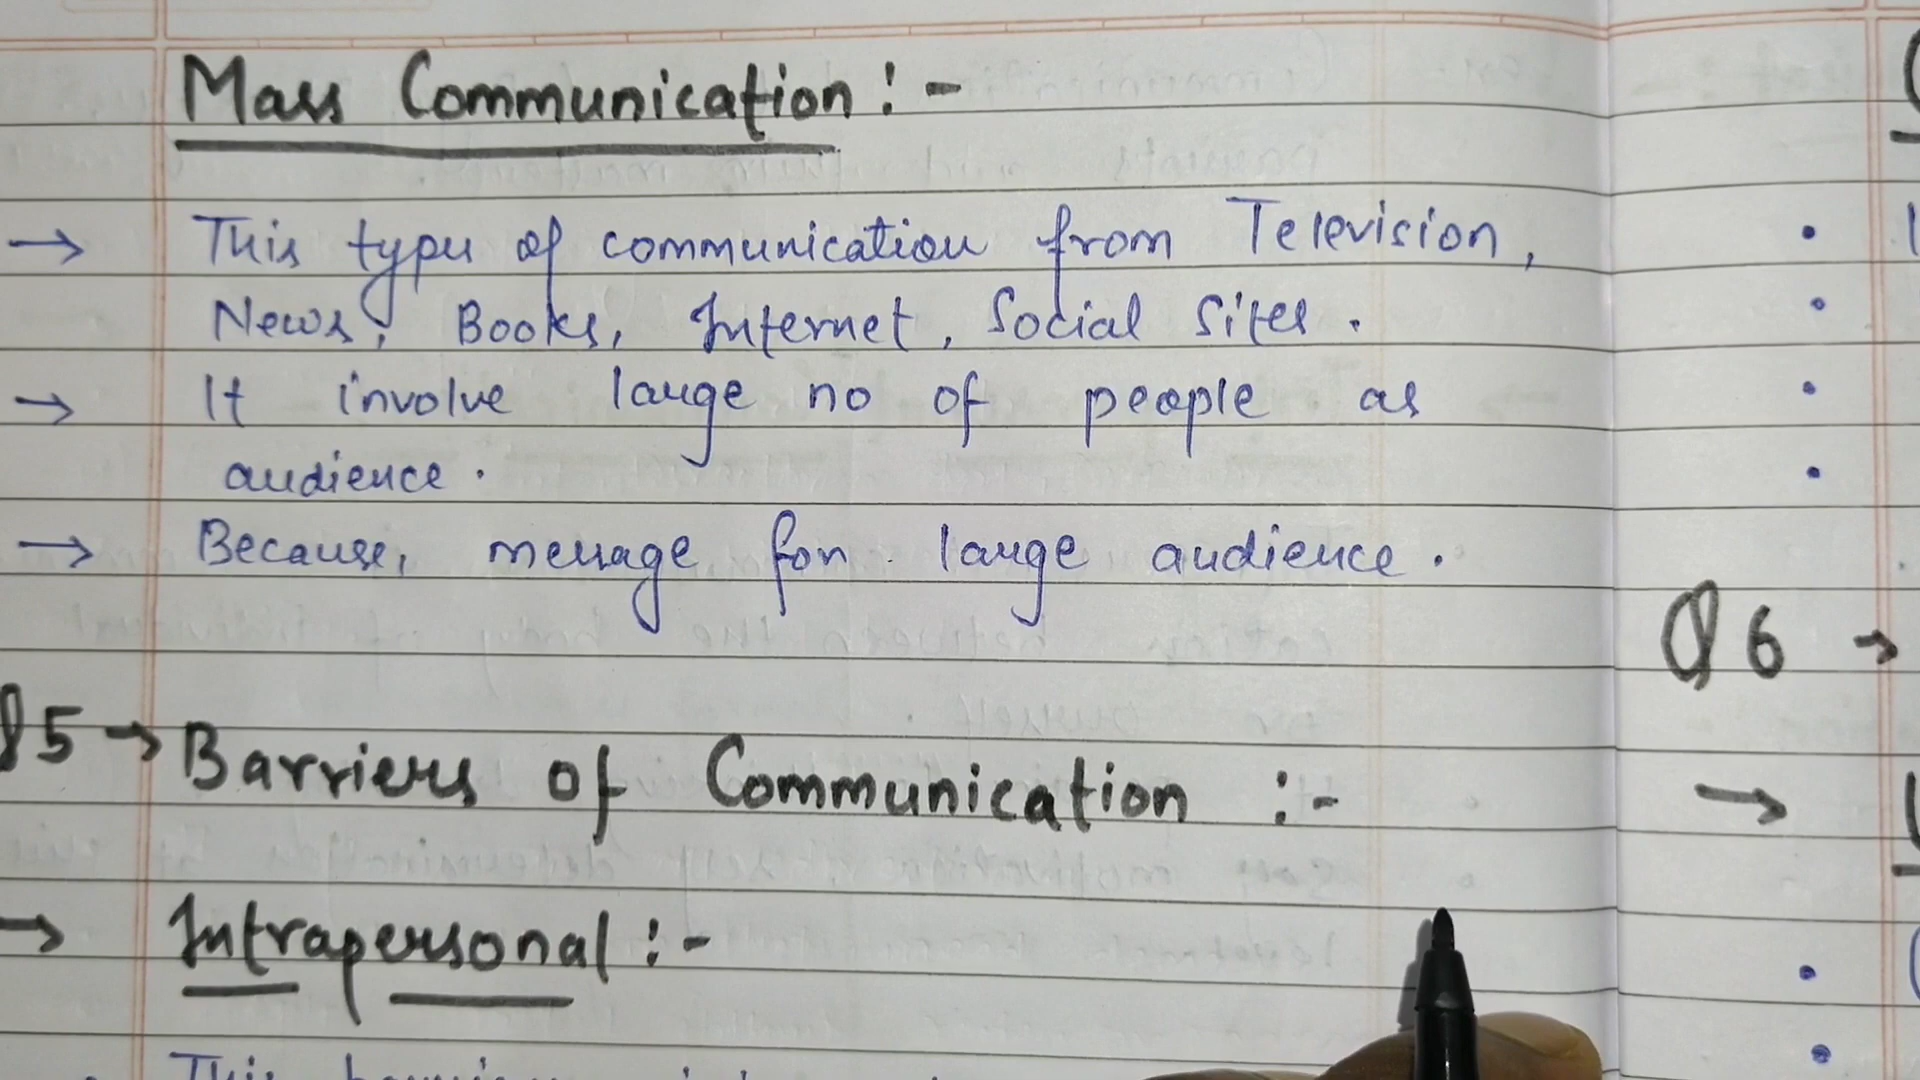 Mass Communication :-
→ This type of communication from Television,
News, Books, Internet, Social Sites.
→ It involve large no of people as
audience.
→ Because, message for large audience.
Q5 → Barriers of Communication :-
→ Intrapersonal :-
Q6 →
→